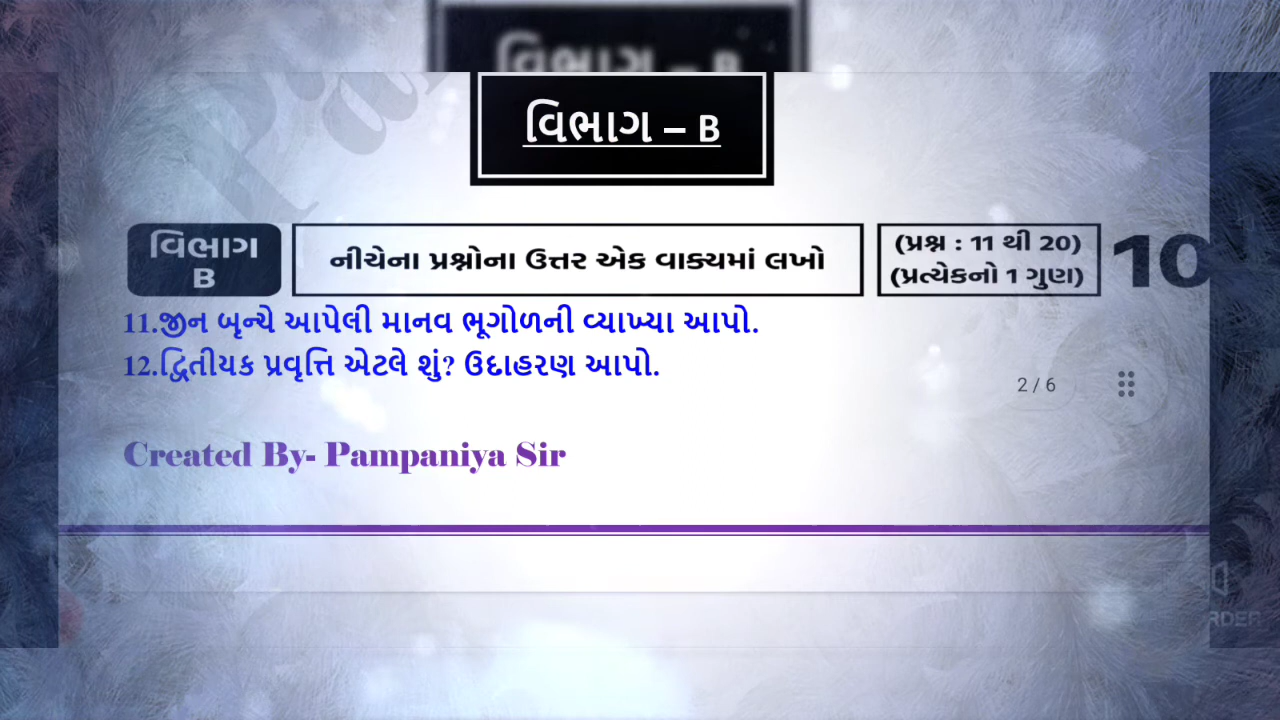 વિભાગ – B
વિભાગ
B
નીચેના પ્રશ્નોના ઉત્તર એક વાક્યમાં લખો
(પ્રશ્ન : 11 થી 20)
(પ્રત્યેકનો 1 ગુણ)
10
11.જીન બ્રૂન્ચે આપેલી માનવ ભૂગોળની વ્યાખ્યા આપો.
12.દ્વિતીયક પ્રવૃત્તિ એટલે શું? ઉદાહરણ આપો.
2 / 6
Created By- Pampaniya Sir